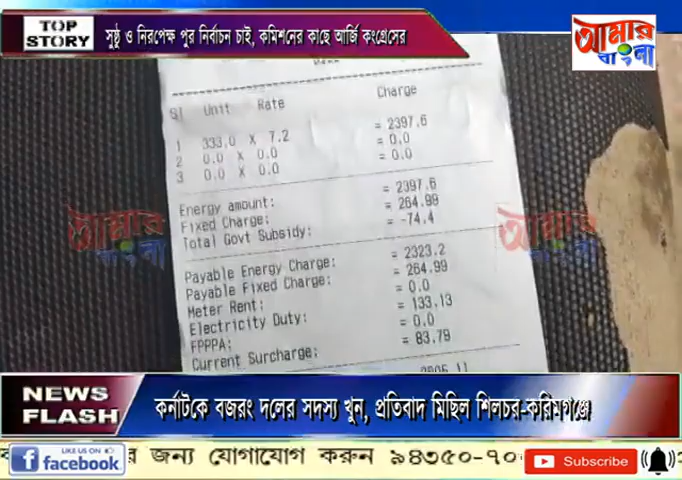 TOP
STORY
সুষ্ঠু ও নিরপেক্ষ পুর নির্বাচন চাই, কমিশনের কাছে আর্জি কংগ্রেসের
আমার
বাংলা
Sl Unit Rate Charge
1 333.0 X 7.2 = 2397.6
2 0.0 X 0.0 = 0.0
3 0.0 X 0.0 = 0.0
Energy amount: = 2397.6
Fixed Charge: = 264.99
Total Govt Subsidy: = -74.4
Payable Energy Charge: = 2323.2
Payable Fixed Charge: = 264.99
Meter Rent: = 0.0
Electricity Duty: = 133.13
FPPPA: = 0.0
Current Surcharge: = 83.79
আমার
বাংলা
আমার
বাংলা
NEWS
FLASH
কর্নাটকে বজরং দলের সদস্য খুন, প্রতিবাদ মিছিল শিলচর-করিমগঞ্জে
LIKE US ON
facebook
র জন্য যোগাযোগ করুন ৯৪৩৫০-৭০
Subscribe